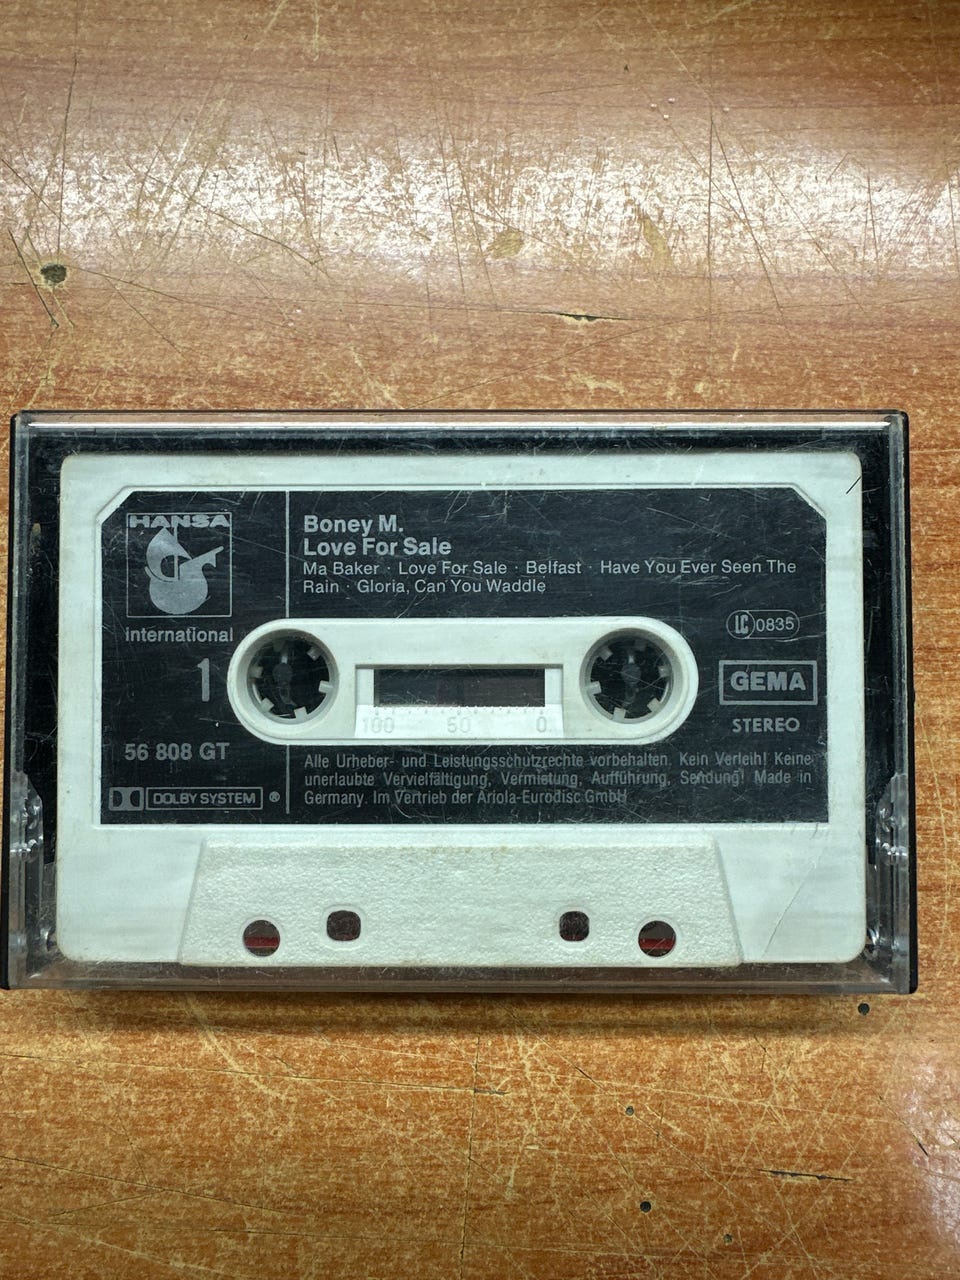 HANSA
international
1
56 808 GT
DOLBY SYSTEM ®
Boney M.
Love For Sale
Ma Baker · Love For Sale · Belfast · Have You Ever Seen The
Rain · Gloria, Can You Waddle
LC 0835
GEMA
STEREO
100 50 0
Alle Urheber- und Leistungsschutzrechte vorbehalten. Kein Verleih! Keine
unerlaubte Vervielfältigung, Vermietung, Aufführung, Sendung! Made in
Germany. Im Vertrieb der Ariola-Eurodisc GmbH